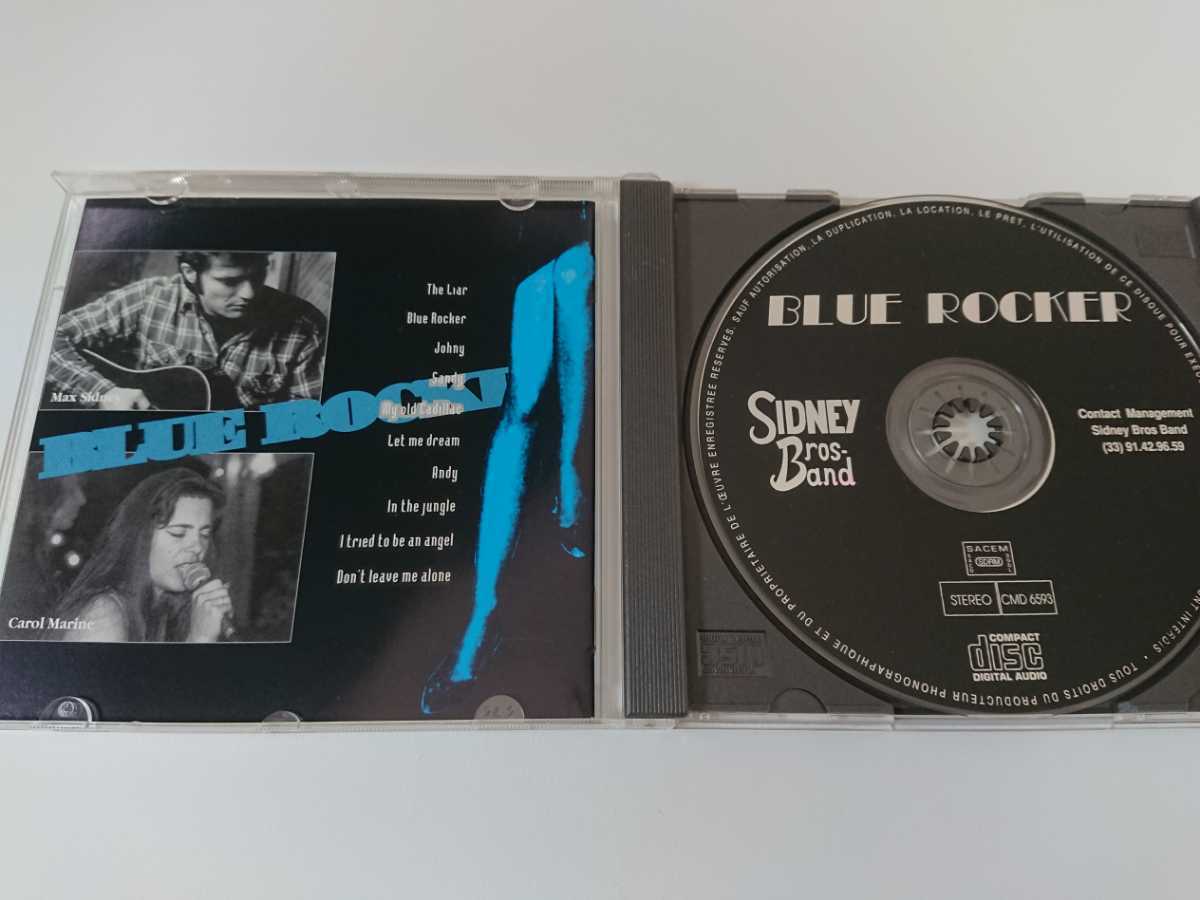 Max Sidney
BLUE ROCK
Carol Marine
The Liar
Blue Rocker
Johny
Sandy
My old Cadillac
Let me dream
Andy
In the jungle
I tried to be an angel
Don't leave me alone
BLUE ROCKER
SIDNEY
Bros-
Band
Contact Management
Sidney Bros Band
(33) 91.42.96.59
SACEM
SDRM
STEREO CMD 6593
COMPACT
disc
DIGITAL AUDIO
TOUS DROITS DU PRODUCTEUR PHONOGRAPHIQUE ET DU PROPRIETAIRE DE L'ŒUVRE ENREGISTREE RESERVES. SAUF AUTORISATION, LA DUPLICATION, LA LOCATION, LE PRET, L'UTILISATION DE CE DISQUE POUR INTERDIS